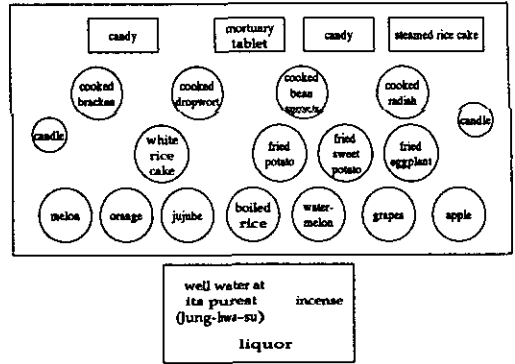 candy
mortuary
tablet
candy
steamed rice cake
cooked
bracken
cooked
dropwort
cooked
bean
sprouts
cooked
radish
candle
candle
white
rice
cake
fried
potato
fried
sweet
potato
fried
eggplant
melon
orange
jujube
boiled
rice
water-
melon
grapes
apple
well water at
its purest
(Jung-hwa-su)
incense
liquor